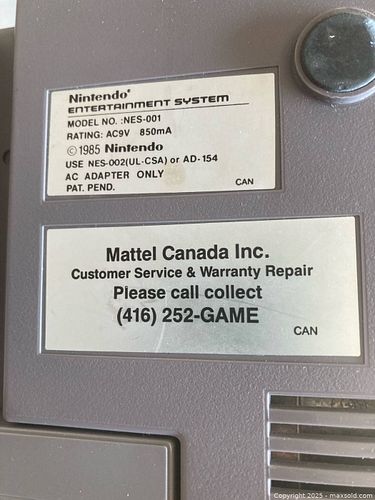 Nintendo®
ENTERTAINMENT SYSTEM
MODEL NO. :NES-001
RATING: AC9V 850mA
©1985 Nintendo
USE NES-002(UL·CSA) or AD-154
AC ADAPTER ONLY
PAT. PEND.
CAN
Mattel Canada Inc.
Customer Service & Warranty Repair
Please call collect
(416) 252-GAME
CAN
Copyright 2025 - maxsold.com